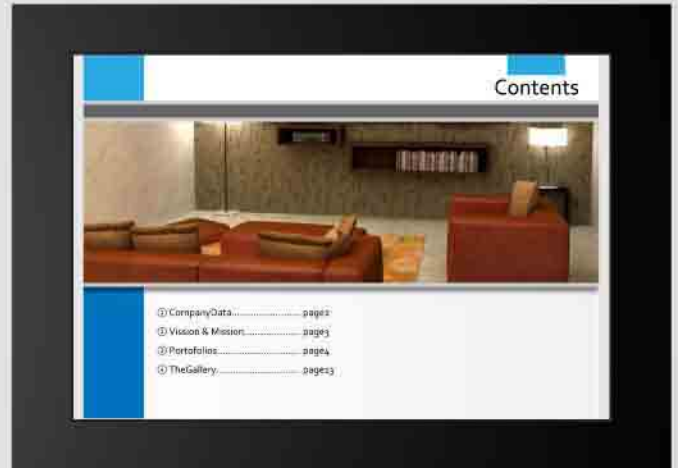 Contents
① CompanyData........................ page2
② Vission & Mission.................... page3
③ Portofolios............................. page4
④ TheGallery............................. page13